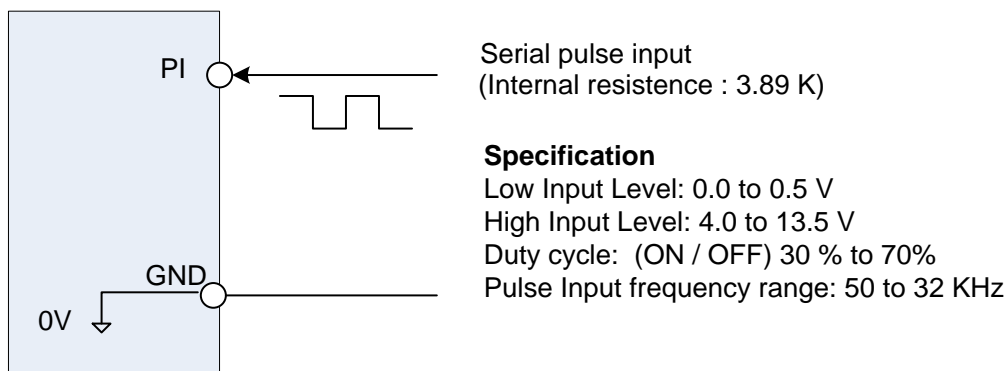 PI
Serial pulse input
(Internal resistence : 3.89 K)
Specification
Low Input Level: 0.0 to 0.5 V
High Input Level: 4.0 to 13.5 V
Duty cycle: (ON / OFF) 30 % to 70%
Pulse Input frequency range: 50 to 32 KHz
GND
0V